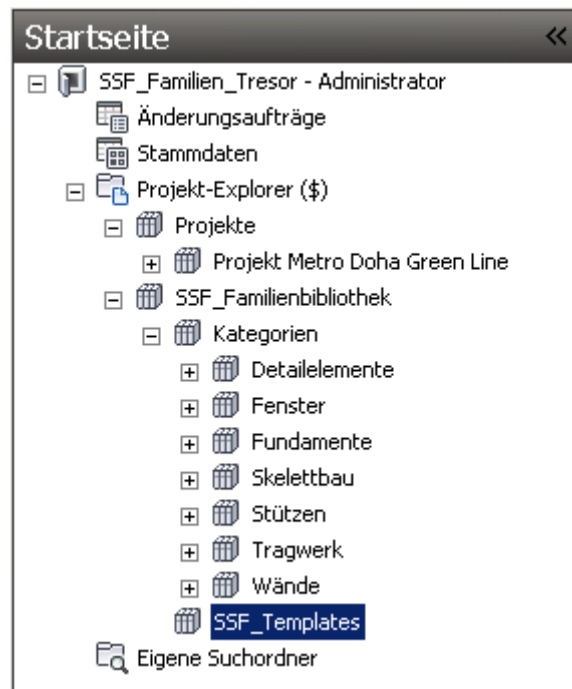 Startseite
SSF_Familien_Tresor - Administrator
Änderungsaufträge
Stammdaten
Projekt-Explorer ($)
Projekte
Projekt Metro Doha Green Line
SSF_Familienbibliothek
Kategorien
Detailelemente
Fenster
Fundamente
Skelettbau
Stützen
Tragwerk
Wände
SSF_Templates
Eigene Suchordner